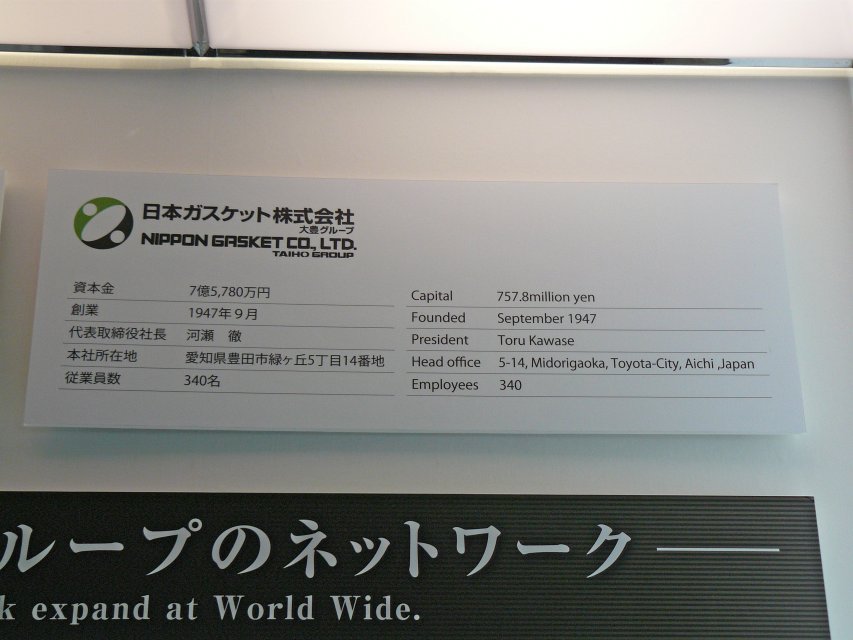 日本ガスケット株式会社
大豊グループ
NIPPON GASKET CO., LTD.
TAIHO GROUP
資本金 7億5,780万円
創業 1947年9月
代表取締役社長 河瀬 徹
本社所在地 愛知県豊田市緑ヶ丘5丁目14番地
従業員数 340名
Capital 757.8million yen
Founded September 1947
President Toru Kawase
Head office 5-14, Midorigaoka, Toyota-City, Aichi ,Japan
Employees 340
ループのネットワーク
k expand at World Wide.